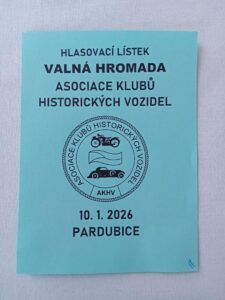 HLASOVACÍ LÍSTEK
VALNÁ HROMADA
ASOCIACE KLUBŮ
HISTORICKÝCH VOZIDEL
ASOCIACE KLUBŮ HISTORICKÝCH VOZIDEL
AKHV
10. 1. 2026
PARDUBICE